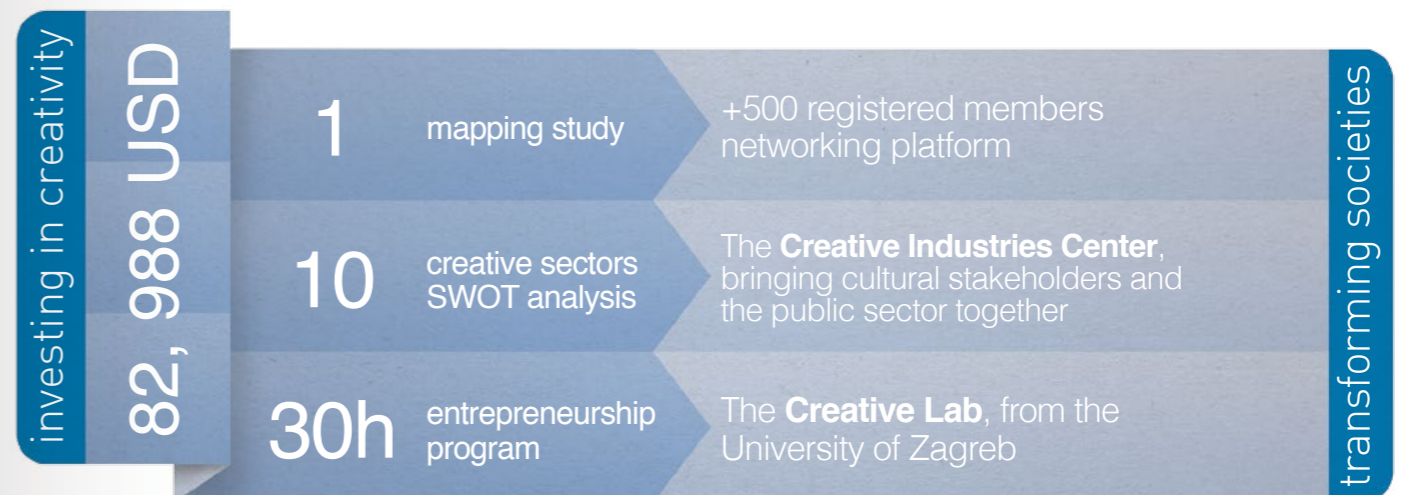 investing in creativity
82, 988 USD
1
mapping study
+500 registered members
networking platform
10
creative sectors
SWOT analysis
The Creative Industries Center,
bringing cultural stakeholders and
the public sector together
30h
entrepreneurship
program
The Creative Lab, from the
University of Zagreb
transforming societies